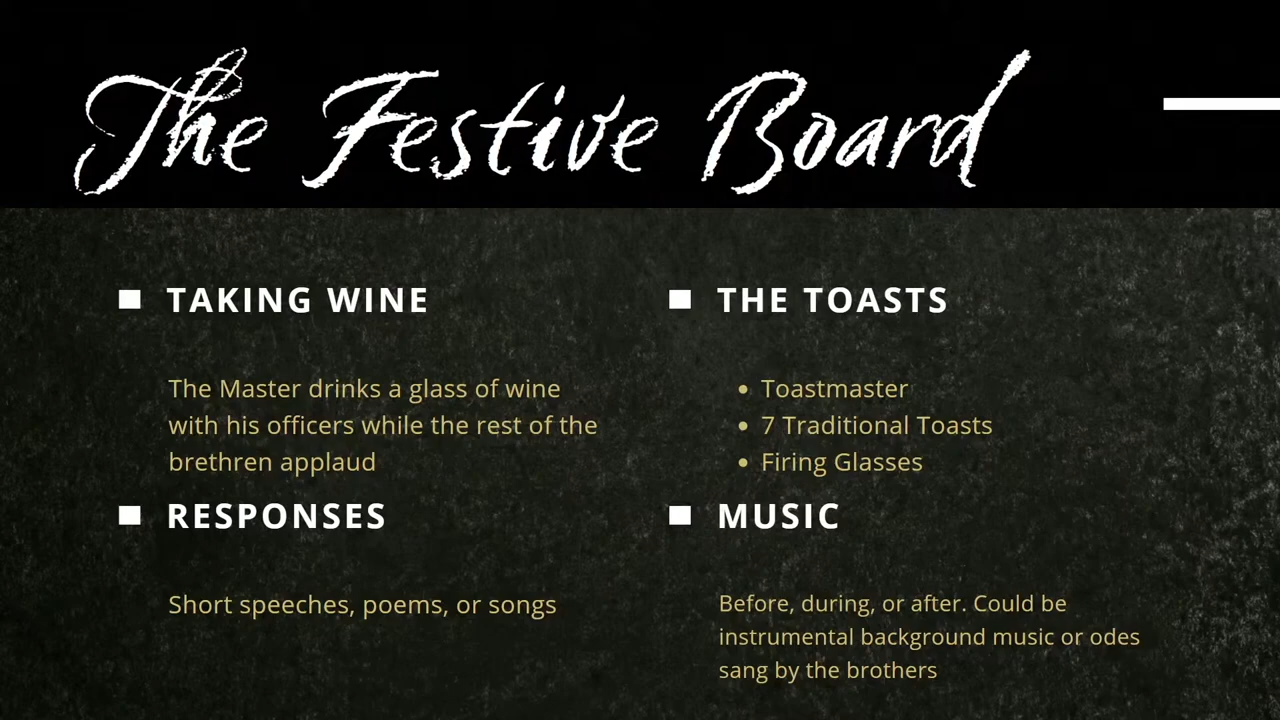 The Festive Board
TAKING WINE
The Master drinks a glass of wine
with his officers while the rest of the
brethren applaud
THE TOASTS
• Toastmaster
• 7 Traditional Toasts
• Firing Glasses
RESPONSES
Short speeches, poems, or songs
MUSIC
Before, during, or after. Could be
instrumental background music or odes
sang by the brothers